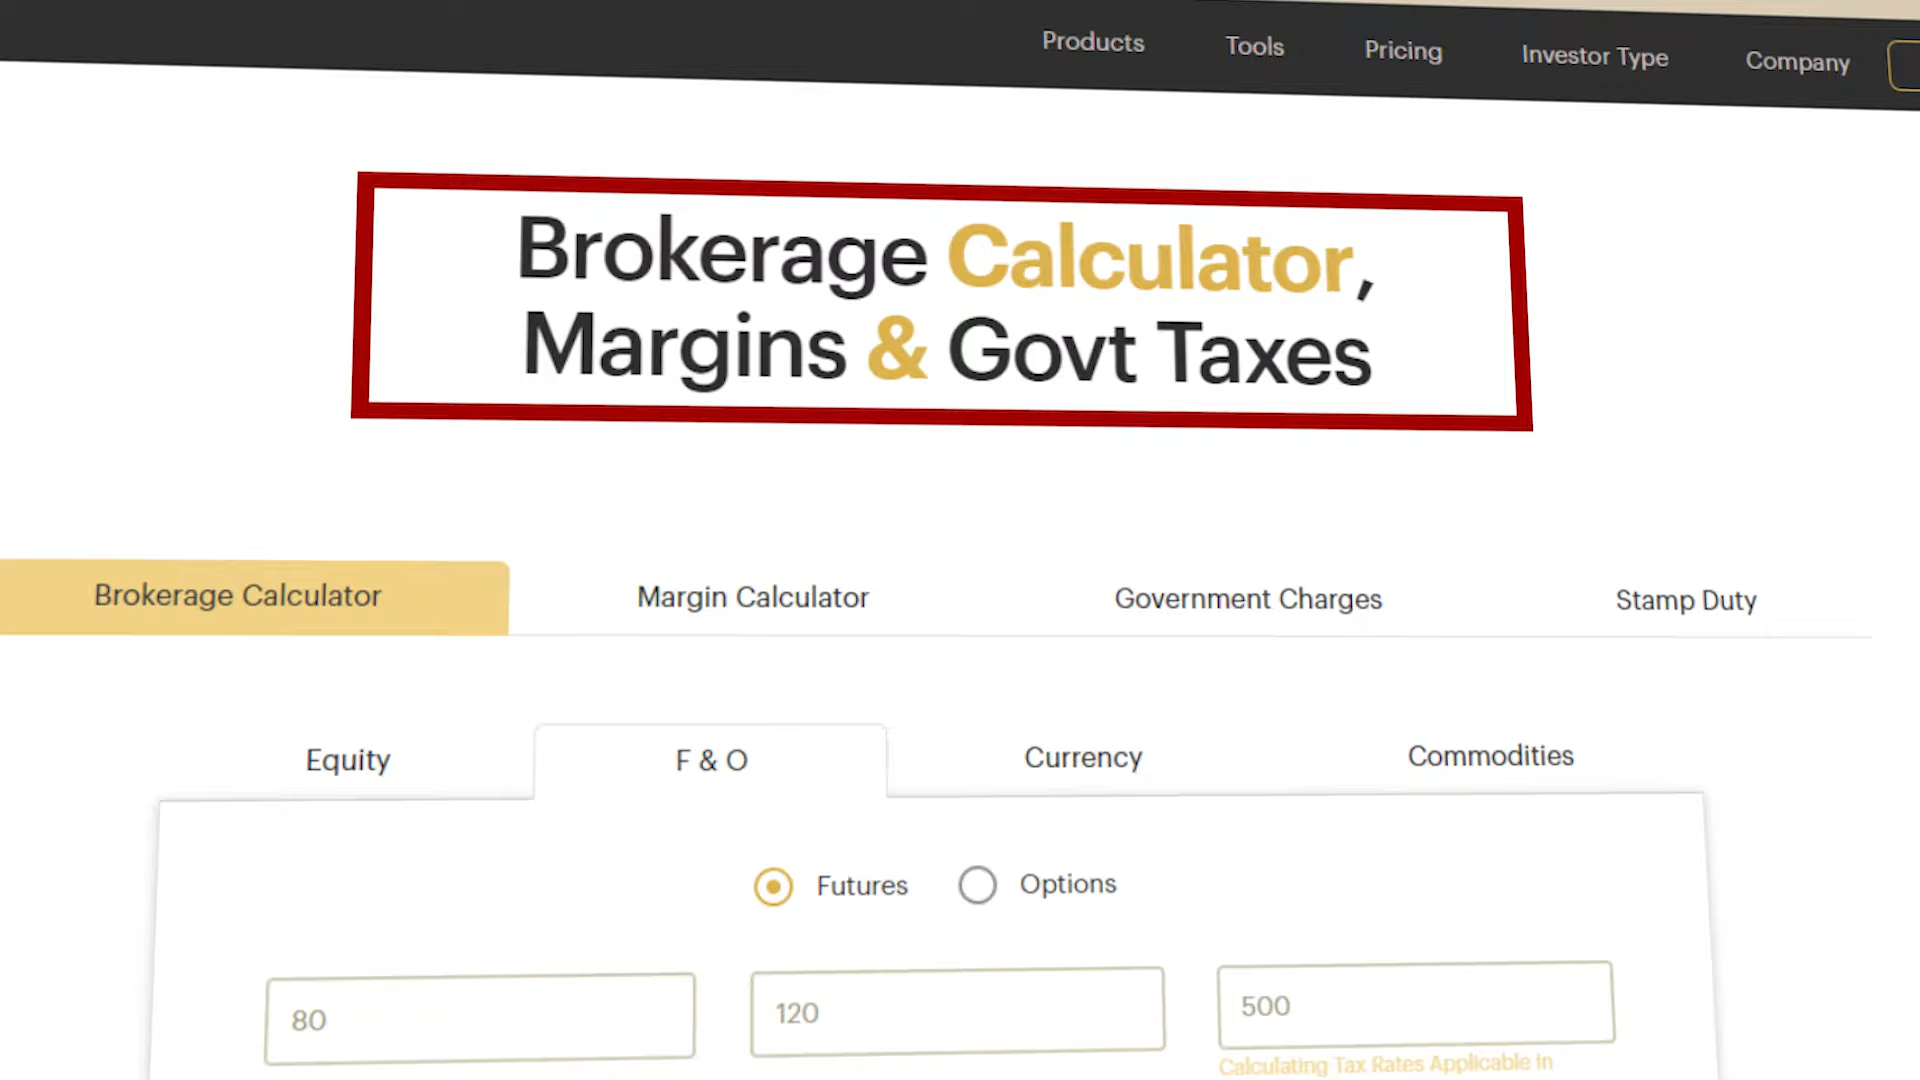 Products Tools Pricing Investor Type Company
Brokerage Calculator,
Margins & Govt Taxes
Brokerage Calculator Margin Calculator Government Charges Stamp Duty
Equity F & O Currency Commodities
Futures Options
80 120 500
Calculating Tax Rates Applicable in